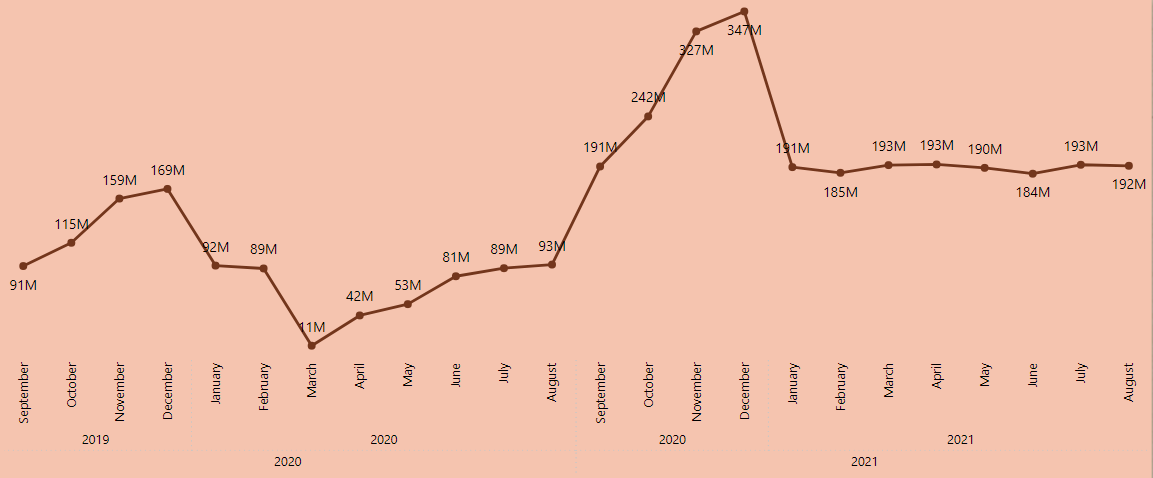 91M
115M
159M
169M
92M
89M
11M
42M
53M
81M
89M
93M
191M
242M
327M
347M
191M
185M
193M
193M
190M
184M
193M
192M
September
October
November
December
January
February
March
April
May
June
July
August
September
October
November
December
January
February
March
April
May
June
July
August
2019
2020
2020
2021
2020
2021